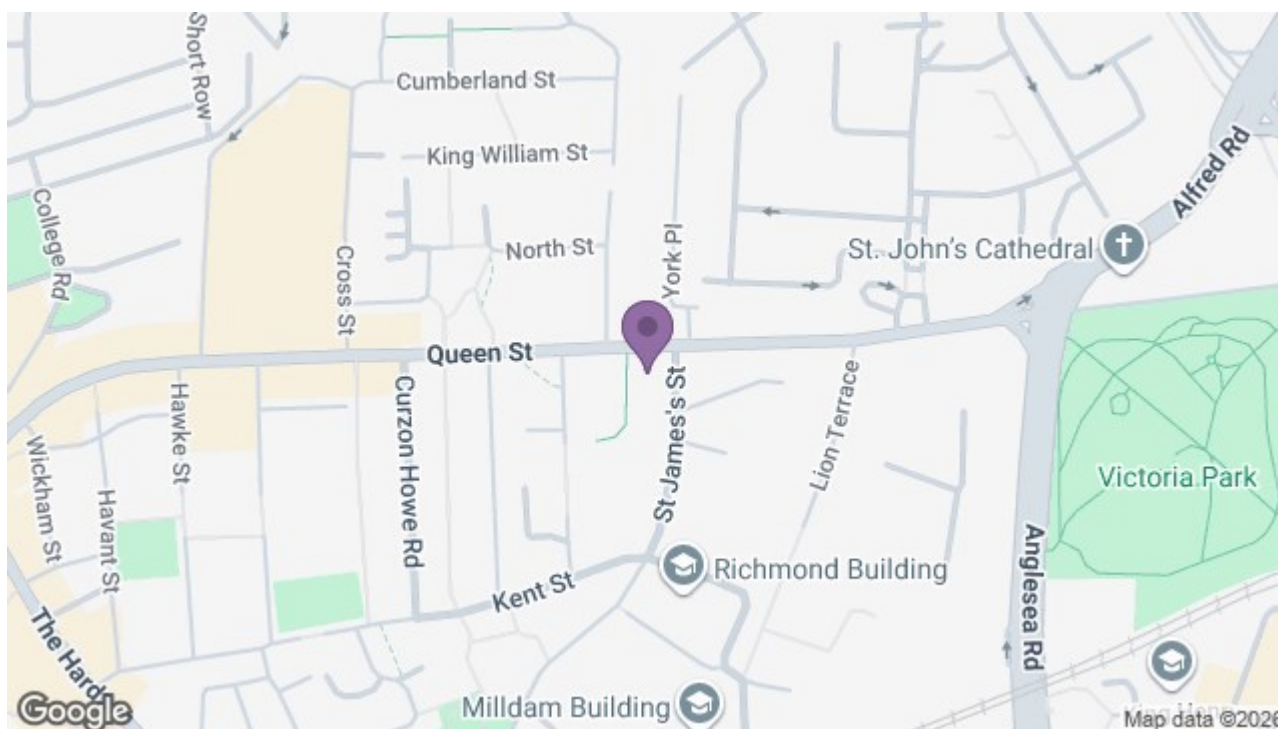 Short Row
Cumberland St
King William St
College Rd
Alfred Rd
North St
York Pl
St. John's Cathedral
Cross St
Queen St
Hawke St
Curzon Howe Rd
St James's St
Lion Terrace
Victoria Park
Wickham St
Havant St
Anglesea Rd
Richmond Building
Kent St
The Hard
Milldam Building
Google
Map data ©2026